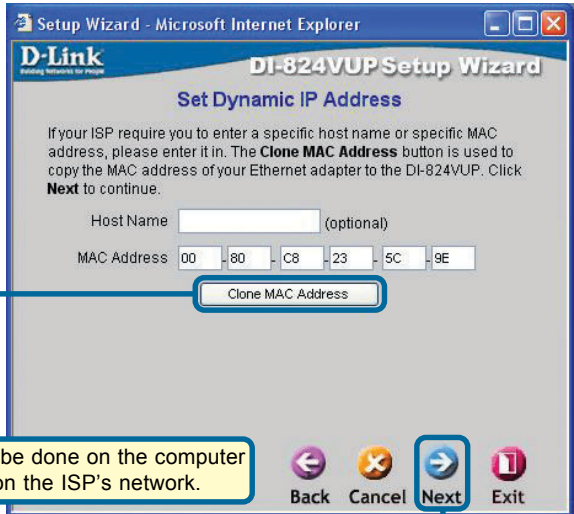 Setup Wizard - Microsoft Internet Explorer
D-Link
Building Networks for People
DI-824VUP Setup Wizard
Set Dynamic IP Address
If your ISP require you to enter a specific host name or specific MAC
address, please enter it in. The Clone MAC Address button is used to
copy the MAC address of your Ethernet adapter to the DI-824VUP. Click
Next to continue.
Host Name (optional)
MAC Address 00 - 80 - C8 - 23 - 5C - 9E
Clone MAC Address
be done on the computer
on the ISP's network.
Back Cancel Next Exit